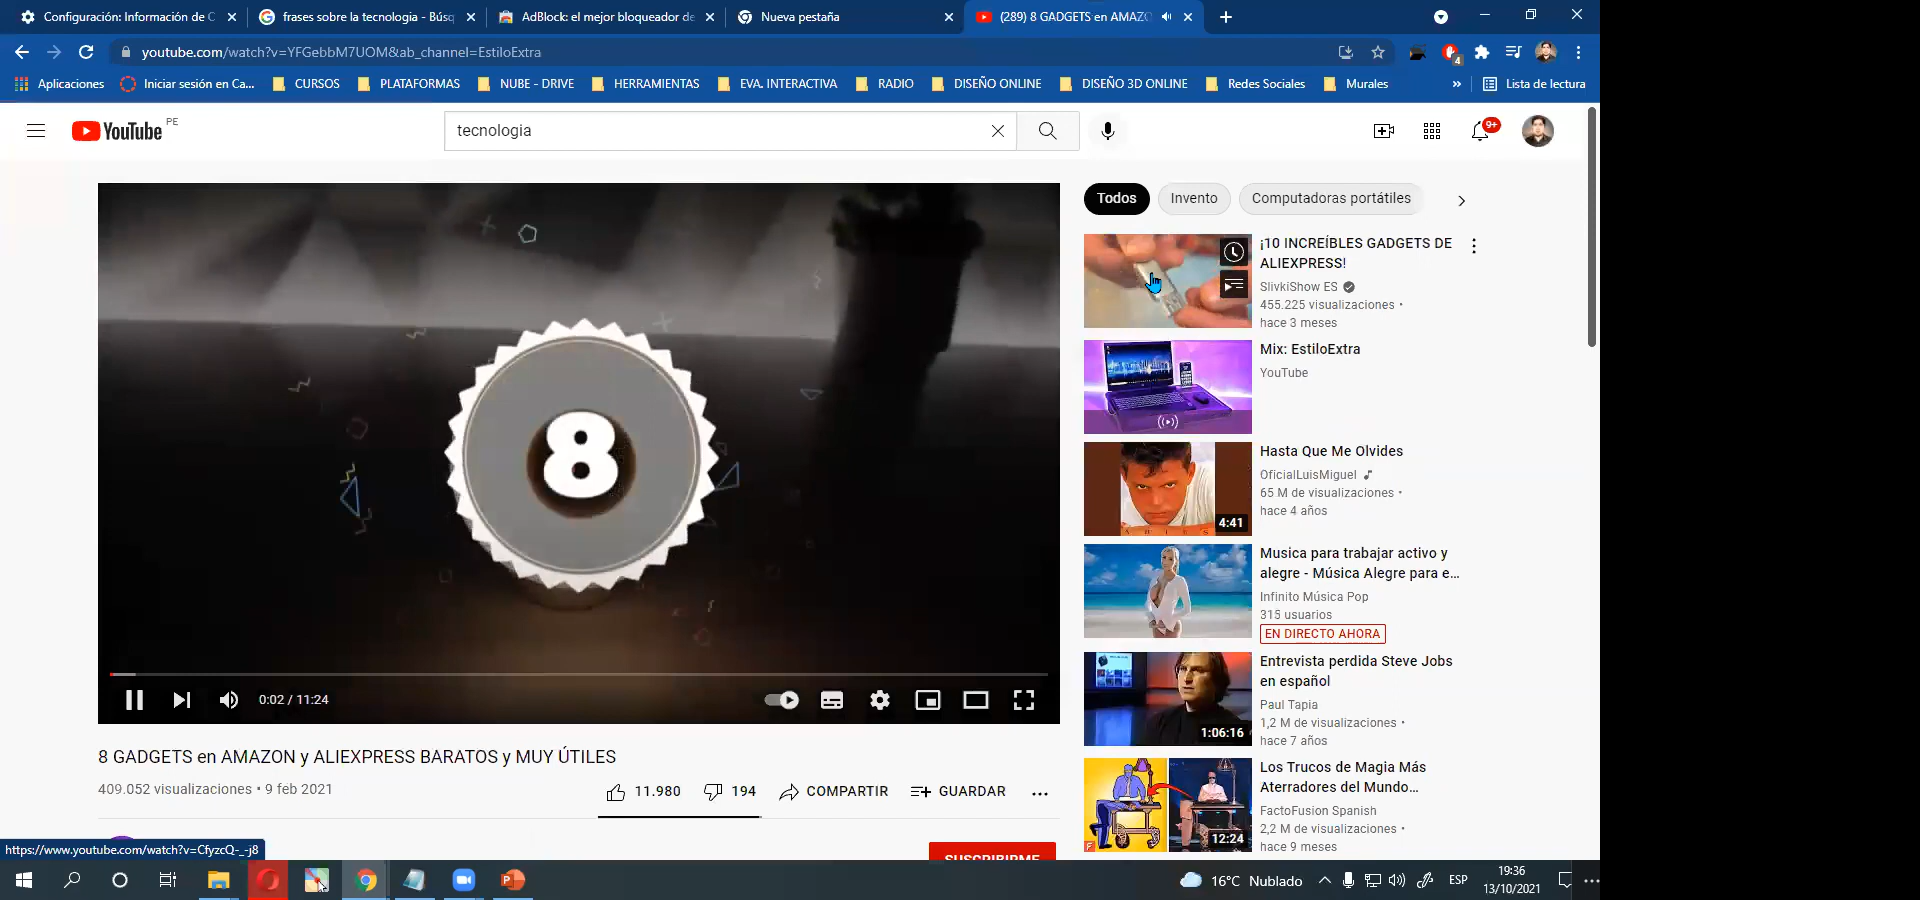 Configuración: Información de C
frases sobre la tecnologia - Búsq
AdBlock: el mejor bloqueador de
Nueva pestaña
(289) 8 GADGETS en AMAZO
youtube.com/watch?v=YFGebbM7UOM&ab_channel=EstiloExtra
4
Aplicaciones
Iniciar sesión en Ca...
CURSOS
PLATAFORMAS
NUBE - DRIVE
HERRAMIENTAS
EVA. INTERACTIVA
RADIO
DISEÑO ONLINE
DISEÑO 3D ONLINE
Redes Sociales
Murales
»
Lista de lectura
YouTube PE
tecnologia
9+
8
0:02 / 11:24
8 GADGETS en AMAZON y ALIEXPRESS BARATOS y MUY ÚTILES
409.052 visualizaciones • 9 feb 2021
11.980
194
COMPARTIR
GUARDAR
SUSCRIBIRME
Todos
Invento
Computadoras portátiles
¡10 INCREÍBLES GADGETS DE
ALIEXPRESS!
SlivkiShow ES
455.225 visualizaciones •
hace 3 meses
Mix: EstiloExtra
YouTube
Hasta Que Me Olvides
OficialLuisMiguel
65 M de visualizaciones •
hace 4 años
4:41
Musica para trabajar activo y
alegre - Música Alegre para e...
Infinito Música Pop
315 usuarios
EN DIRECTO AHORA
Entrevista perdida Steve Jobs
en español
Paul Tapia
1,2 M de visualizaciones •
hace 7 años
1:06:16
Los Trucos de Magia Más
Aterradores del Mundo...
FactoFusion Spanish
2,2 M de visualizaciones •
hace 9 meses
12:24
https://www.youtube.com/watch?v=CfyzcQ-_-j8
16°C Nublado
ESP
19:36
13/10/2021